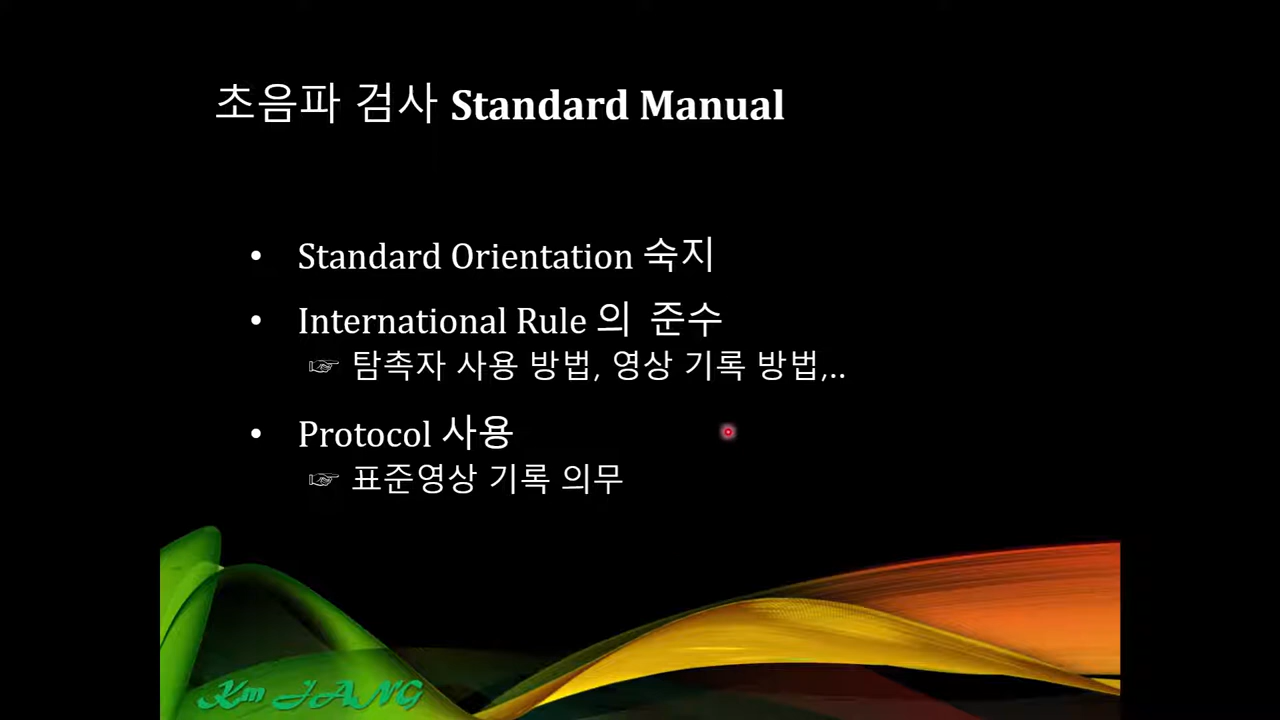 초음파 검사 Standard Manual
• Standard Orientation 숙지
• International Rule 의 준수
☞ 탐촉자 사용 방법, 영상 기록 방법,..
• Protocol 사용
☞ 표준영상 기록 의무
Km JANG